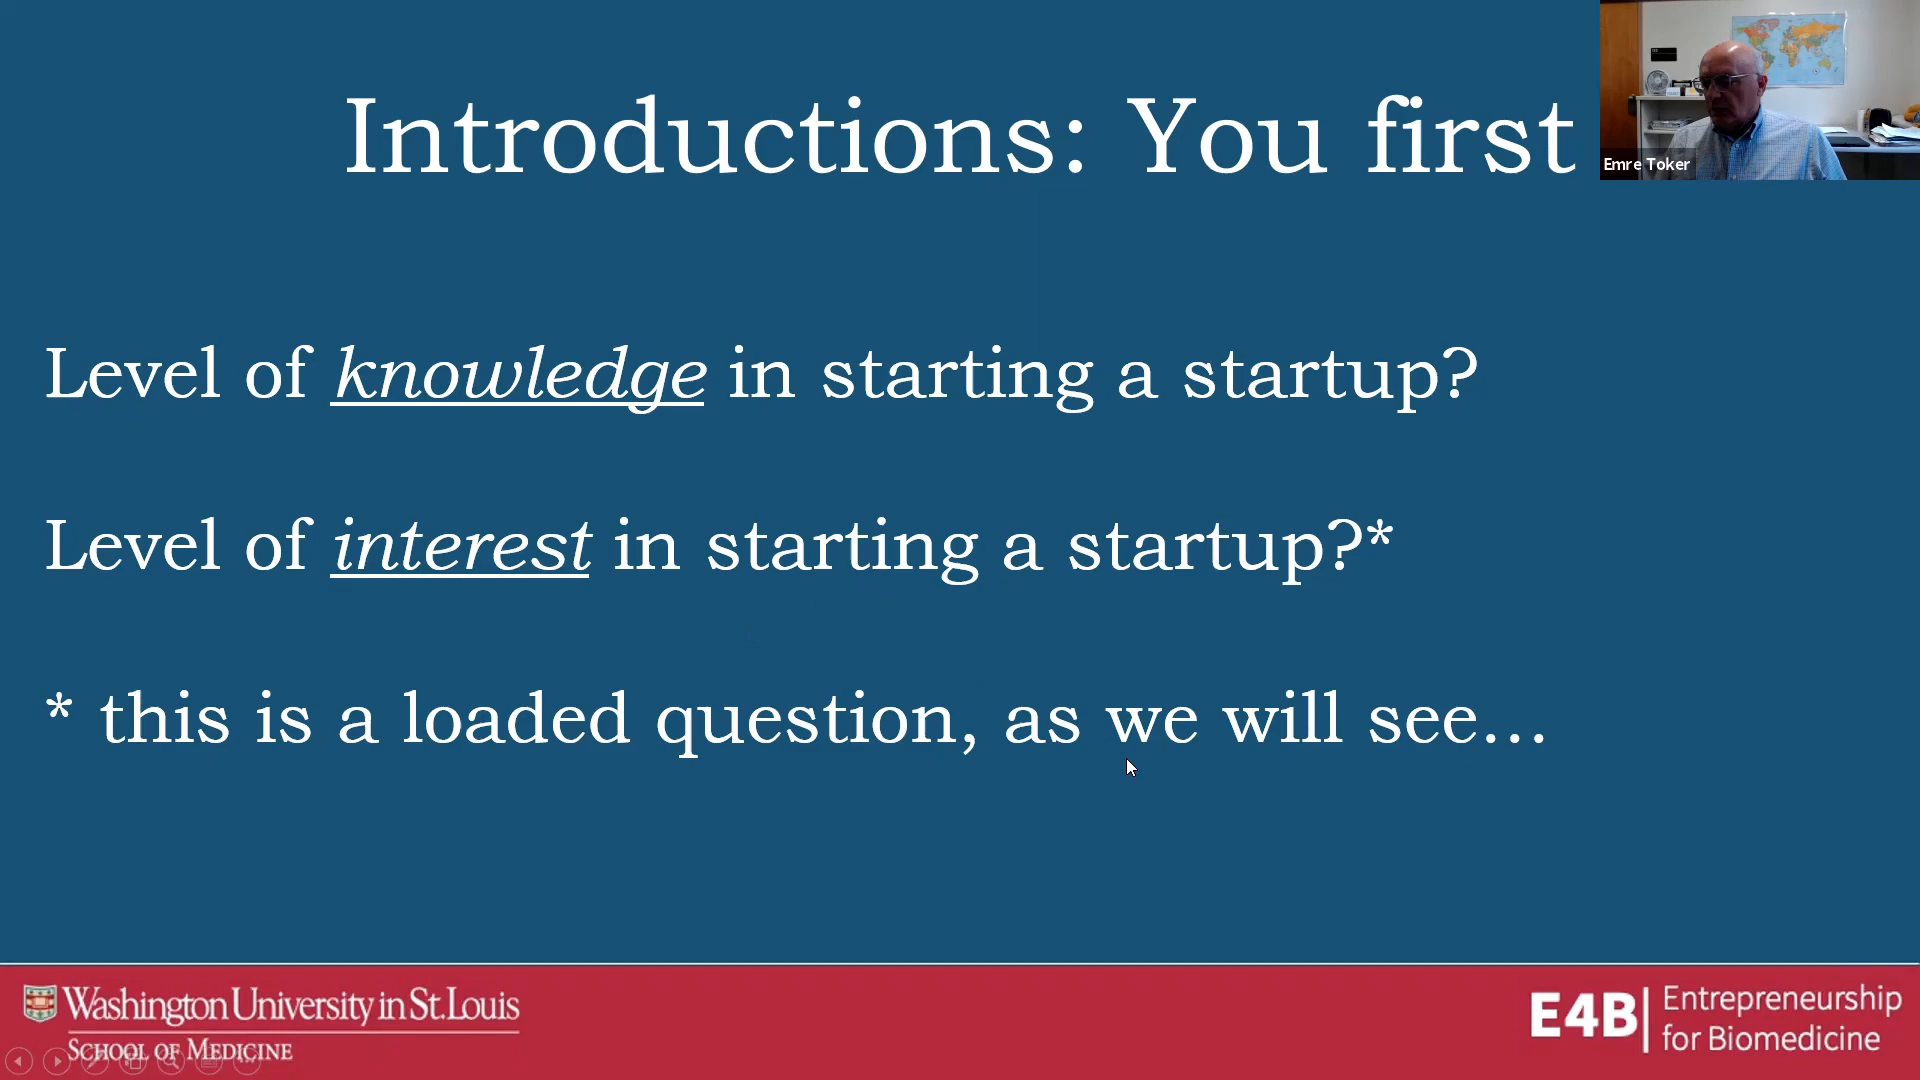 Introductions: You first
Emre Toker
Level of knowledge in starting a startup?
Level of interest in starting a startup?*
* this is a loaded question, as we will see...
Washington University in St. Louis
SCHOOL OF MEDICINE
E4B
Entrepreneurship
for Biomedicine